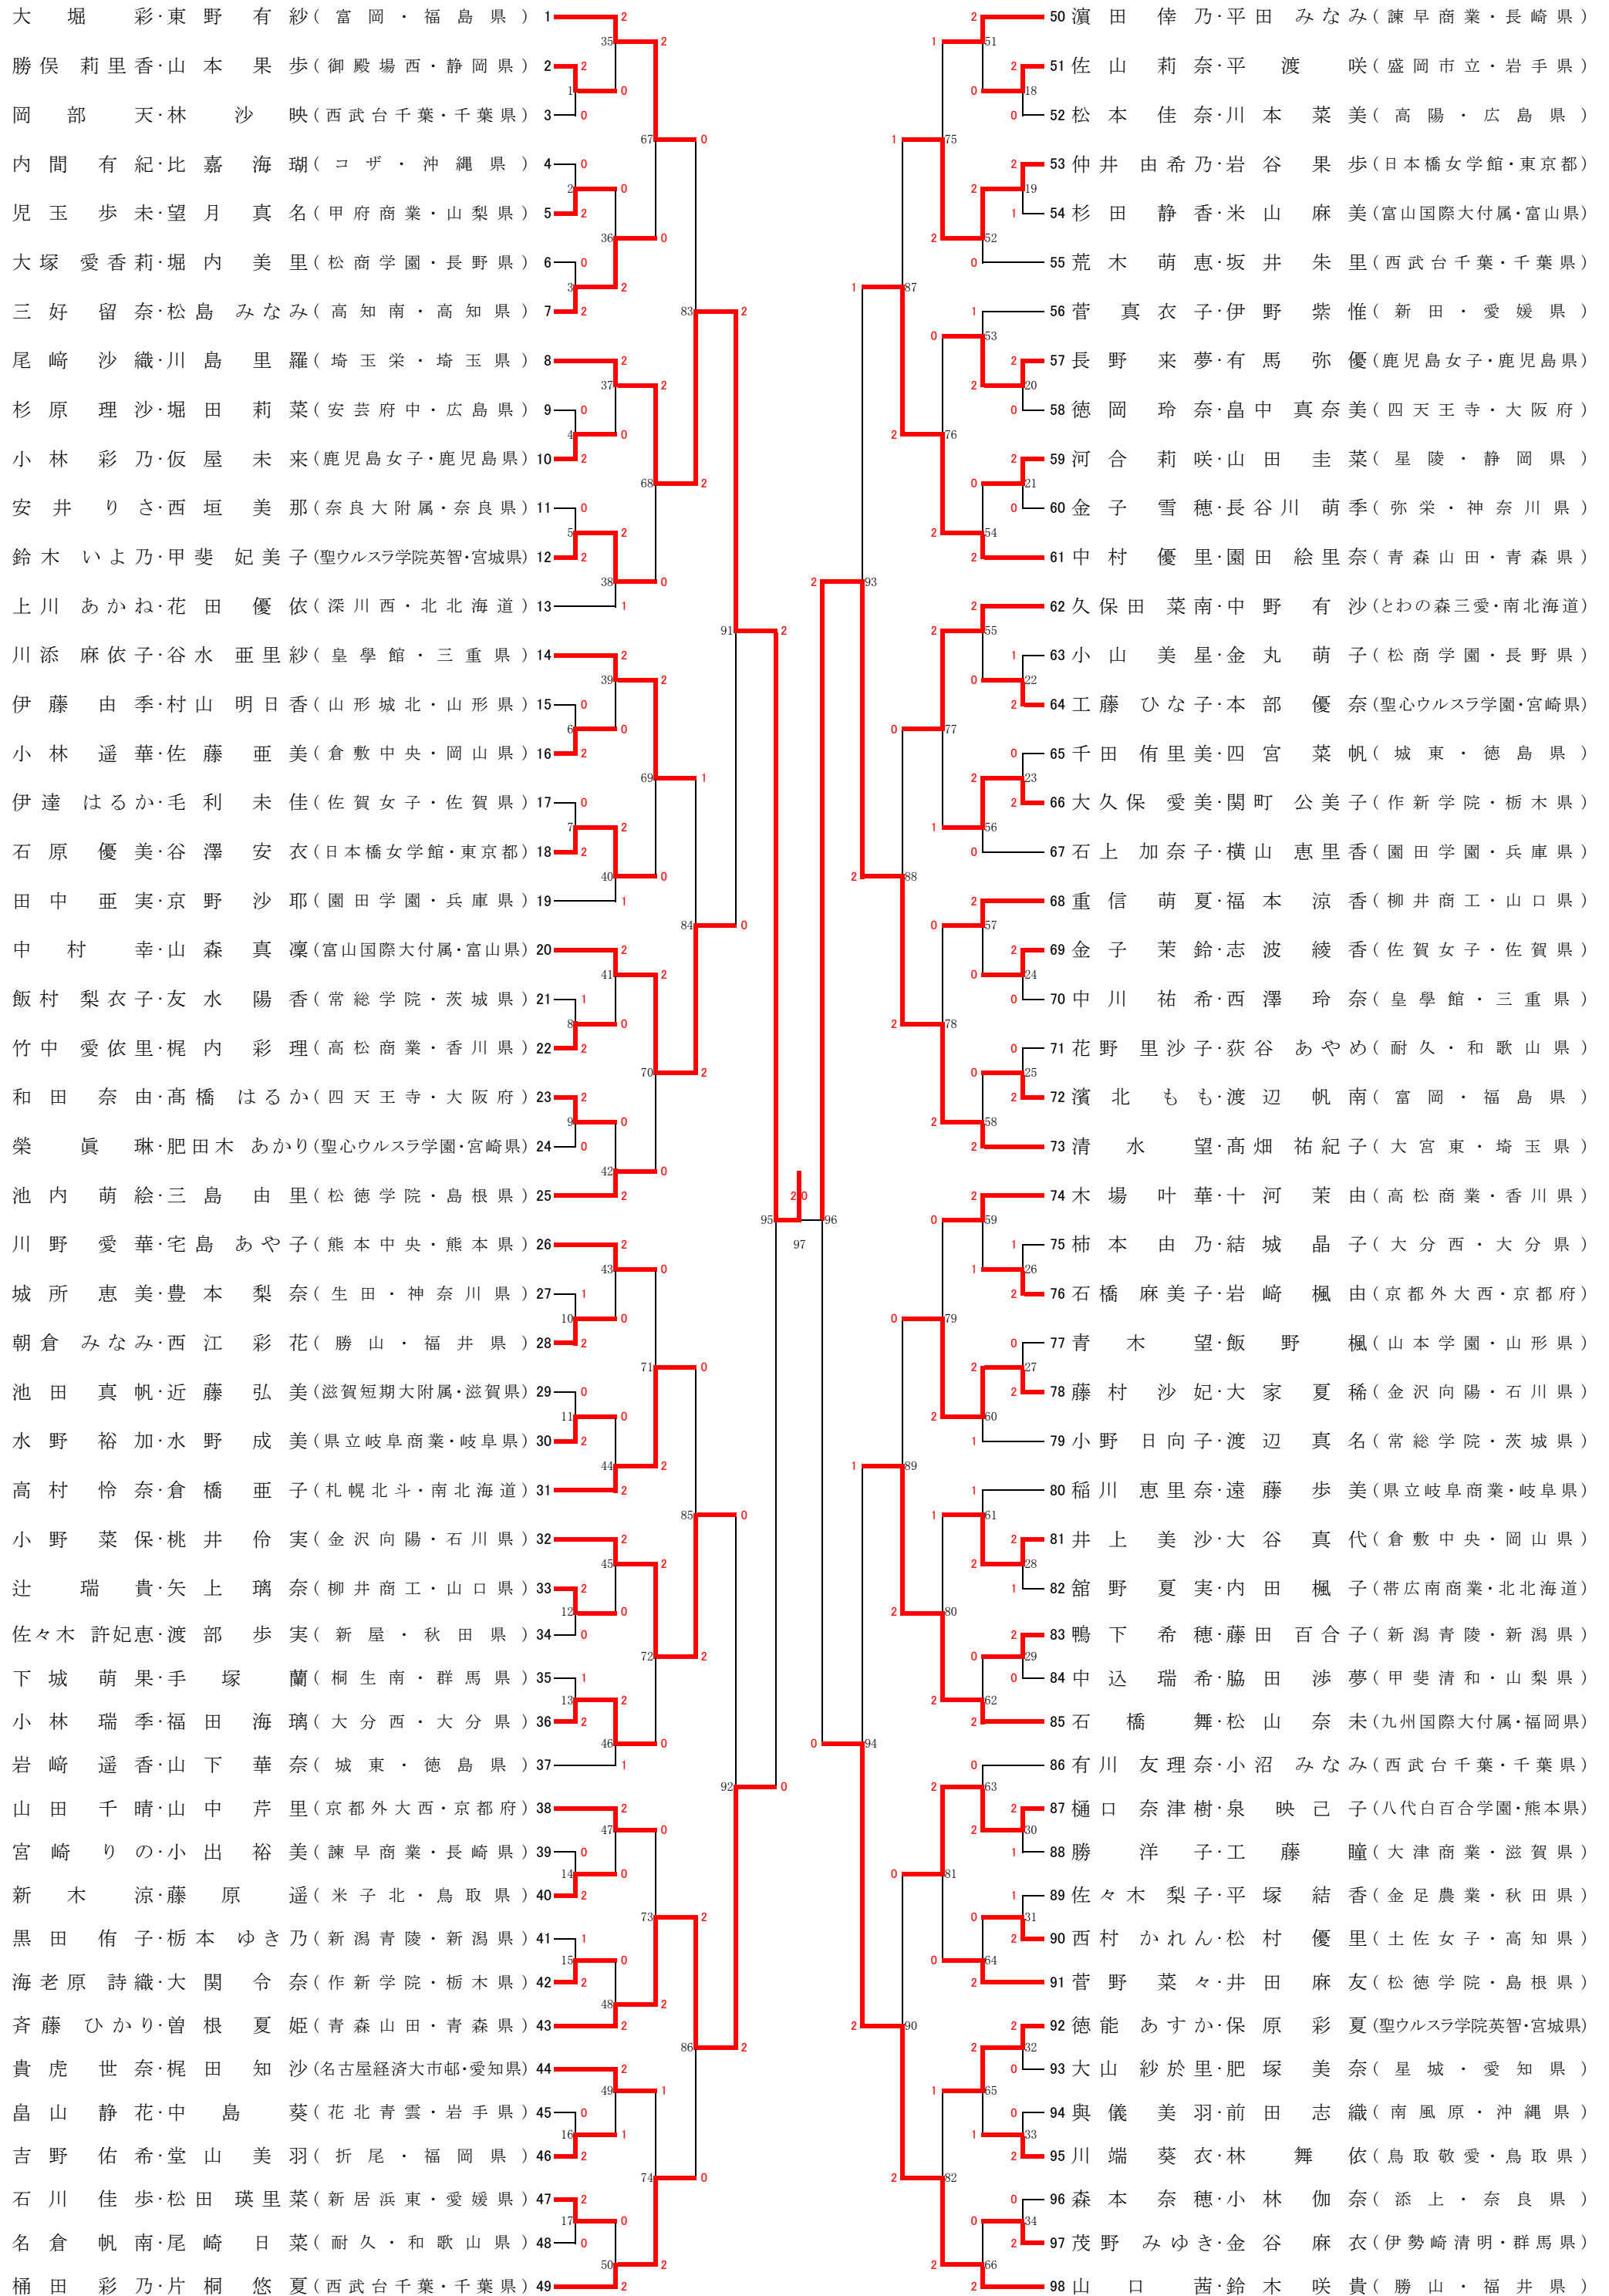 大堀 彩・東野 有紗(富岡・福島県) 1
勝俣 莉里香・山本 果歩(御殿場西・静岡県) 2
岡部 天・林 沙映(西武台千葉・千葉県) 3
内間 有紀・比嘉 海瑚(コザ・沖縄県) 4
児玉 歩未・望月 真名(甲府商業・山梨県) 5
大塚 愛香莉・堀内 美里(松商学園・長野県) 6
三好 留奈・松島 みなみ(高知南・高知県) 7
尾﨑 沙織・川島 里羅(埼玉栄・埼玉県) 8
杉原 理沙・堀田 莉菜(安芸府中・広島県) 9
小林 彩乃・仮屋 未来(鹿児島女子・鹿児島県) 10
安井 りさ・西垣 美那(奈良大附属・奈良県) 11
鈴木 いよ乃・甲斐 妃美子(聖ウルスラ学院英智・宮城県) 12
上川 あかね・花田 優依(深川西・北北海道) 13
川添 麻依子・谷水 亜里紗(皇學館・三重県) 14
伊藤 由季・村山 明日香(山形城北・山形県) 15
小林 遥華・佐藤 亜美(倉敷中央・岡山県) 16
伊達 はるか・毛利 未佳(佐賀女子・佐賀県) 17
石原 優美・谷澤 安衣(日本橋女学館・東京都) 18
田中 亜実・京野 沙耶(園田学園・兵庫県) 19
中村 幸・山森 真凜(富山国際大付属・富山県) 20
飯村 梨衣子・友水 陽香(常総学院・茨城県) 21
竹中 愛依里・梶内 彩理(高松商業・香川県) 22
和田 奈由・髙橋 はるか(四天王寺・大阪府) 23
榮 眞琳・肥田木 あかり(聖心ウルスラ学園・宮崎県) 24
池内 萌絵・三島 由里(松徳学院・島根県) 25
川野 愛華・宅島 あや子(熊本中央・熊本県) 26
城所 恵美・豊本 梨奈(生田・神奈川県) 27
朝倉 みなみ・西江 彩花(勝山・福井県) 28
池田 真帆・近藤 弘美(滋賀短期大附属・滋賀県) 29
水野 裕加・水野 成美(県立岐阜商業・岐阜県) 30
高村 怜奈・倉橋 亜子(札幌北斗・南北海道) 31
小野 菜保・桃井 伶実(金沢向陽・石川県) 32
辻 瑞貴・矢上 璃奈(柳井商工・山口県) 33
佐々木 許妃恵・渡部 歩実(新屋・秋田県) 34
下城 萌果・手塚 蘭(桐生南・群馬県) 35
小林 瑞季・福田 海璃(大分西・大分県) 36
岩﨑 遥香・山下 華奈(城東・徳島県) 37
山田 千晴・山中 芹里(京都外大西・京都府) 38
宮崎 りの・小出 裕美(諫早商業・長崎県) 39
新木 涼・藤原 遥(米子北・鳥取県) 40
黒田 侑子・栃本 ゆき乃(新潟青陵・新潟県) 41
海老原 詩織・大関 令奈(作新学院・栃木県) 42
斉藤 ひかり・曽根 夏姫(青森山田・青森県) 43
貴虎 世奈・梶田 知沙(名古屋経済大市邨・愛知県) 44
畠山 静花・中島 葵(花北青雲・岩手県) 45
吉野 佑希・堂山 美羽(折尾・福岡県) 46
石川 佳歩・松田 瑛里菜(新居浜東・愛媛県) 47
名倉 帆南・尾崎 日菜(耐久・和歌山県) 48
桶田 彩乃・片桐 悠夏(西武台千葉・千葉県) 49
50 濵田 倖乃・平田 みなみ(諫早商業・長崎県)
51 佐山 莉奈・平渡 咲(盛岡市立・岩手県)
52 松本 佳奈・川本 菜美(高陽・広島県)
53 仲井 由希乃・岩谷 果歩(日本橋女学館・東京都)
54 杉田 静香・米山 麻美(富山国際大付属・富山県)
55 荒木 萌恵・坂井 朱里(西武台千葉・千葉県)
56 菅 真衣子・伊野 紫惟(新田・愛媛県)
57 長野 来夢・有馬 弥優(鹿児島女子・鹿児島県)
58 徳岡 玲奈・畠中 真奈美(四天王寺・大阪府)
59 河合 莉咲・山田 圭菜(星陵・静岡県)
60 金子 雪穂・長谷川 萌季(弥栄・神奈川県)
61 中村 優里・園田 絵里奈(青森山田・青森県)
62 久保田 菜南・中野 有沙(とわの森三愛・南北海道)
63 小山 美星・金丸 萌子(松商学園・長野県)
64 工藤 ひな子・本部 優奈(聖心ウルスラ学園・宮崎県)
65 千田 侑里美・四宮 菜帆(城東・徳島県)
66 大久保 愛美・関町 公美子(作新学院・栃木県)
67 石上 加奈子・横山 恵里香(園田学園・兵庫県)
68 重信 萌夏・福本 涼香(柳井商工・山口県)
69 金子 茉鈴・志波 綾香(佐賀女子・佐賀県)
70 中川 祐希・西澤 玲奈(皇學館・三重県)
71 花野 里沙子・荻谷 あやめ(耐久・和歌山県)
72 濱北 もも・渡辺 帆南(富岡・福島県)
73 清水 望・髙畑 祐紀子(大宮東・埼玉県)
74 木場 叶華・十河 茉由(高松商業・香川県)
75 柿本 由乃・結城 晶子(大分西・大分県)
76 石橋 麻美子・岩﨑 楓由(京都外大西・京都府)
77 青木 望・飯野 楓(山本学園・山形県)
78 藤村 沙妃・大家 夏稀(金沢向陽・石川県)
79 小野 日向子・渡辺 真名(常総学院・茨城県)
80 稲川 恵里奈・遠藤 歩美(県立岐阜商業・岐阜県)
81 井上 美沙・大谷 真代(倉敷中央・岡山県)
82 舘野 夏実・内田 楓子(帯広南商業・北北海道)
83 鴨下 希穂・藤田 百合子(新潟青陵・新潟県)
84 中込 瑞希・脇田 渉夢(甲斐清和・山梨県)
85 石橋 舞・松山 奈未(九州国際大付属・福岡県)
86 有川 友理奈・小沼 みなみ(西武台千葉・千葉県)
87 樋口 奈津樹・泉 映己子(八代白百合学園・熊本県)
88 勝 洋子・工藤 瞳(大津商業・滋賀県)
89 佐々木 梨子・平塚 結香(金足農業・秋田県)
90 西村 かれん・松村 優里(土佐女子・高知県)
91 菅野 菜々・井田 麻友(松徳学院・島根県)
92 徳能 あすか・保原 彩夏(聖ウルスラ学院英智・宮城県)
93 大山 紗於里・肥塚 美奈(星城・愛知県)
94 與儀 美羽・前田 志織(南風原・沖縄県)
95 川端 葵衣・林 舞依(鳥取敬愛・鳥取県)
96 森本 奈穂・小林 伽奈(添上・奈良県)
97 茂野 みゆき・金谷 麻衣(伊勢崎清明・群馬県)
98 山口 茜・鈴木 咲貴(勝山・福井県)